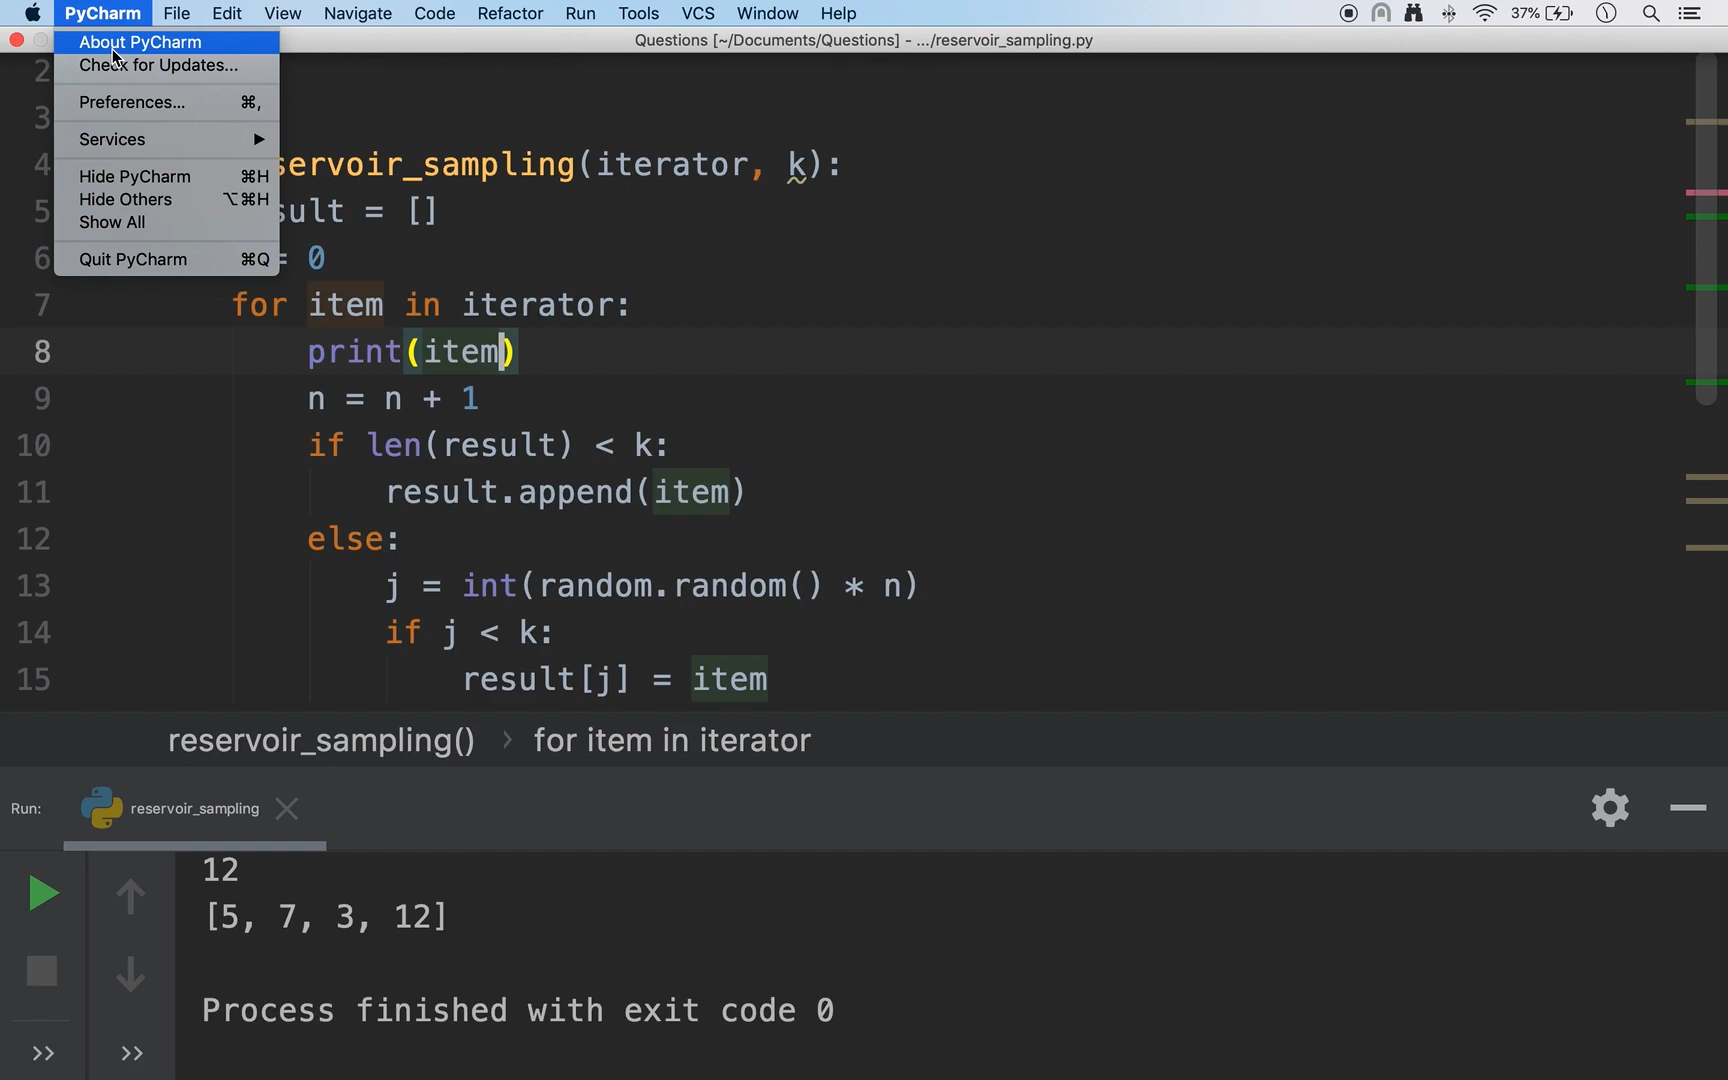 PyCharm File Edit View Navigate Code Refactor Run Tools VCS Window Help 37%
Questions [~/Documents/Questions] - .../reservoir_sampling.py
About PyCharm
Check for Updates...
Preferences... ⌘,
Services ▶
Hide PyCharm ⌘H
Hide Others ⌥⌘H
Show All
Quit PyCharm ⌘Q
2
3
4 servoir_sampling(iterator, k):
5 sult = []
6 = 0
7 for item in iterator:
8 print(item)
9 n = n + 1
10 if len(result) < k:
11 result.append(item)
12 else:
13 j = int(random.random() * n)
14 if j < k:
15 result[j] = item
reservoir_sampling() › for item in iterator
Run: reservoir_sampling
12
[5, 7, 3, 12]
Process finished with exit code 0
>> >>